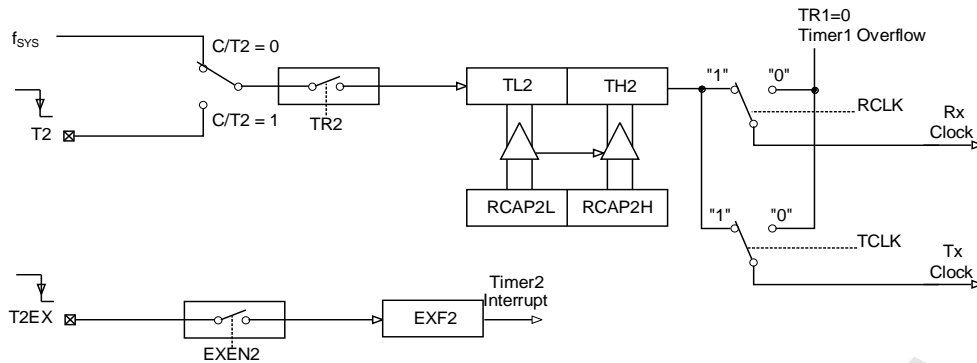 TR1=0
Timer1 Overflow
fSYS
C/T2 = 0
C/T2 = 1
T2
TR2
TL2
TH2
RCAP2L
RCAP2H
"1"
"0"
RCLK
Rx
Clock
"1"
"0"
TCLK
Tx
Clock
T2EX
EXEN2
EXF2
Timer2
Interrupt